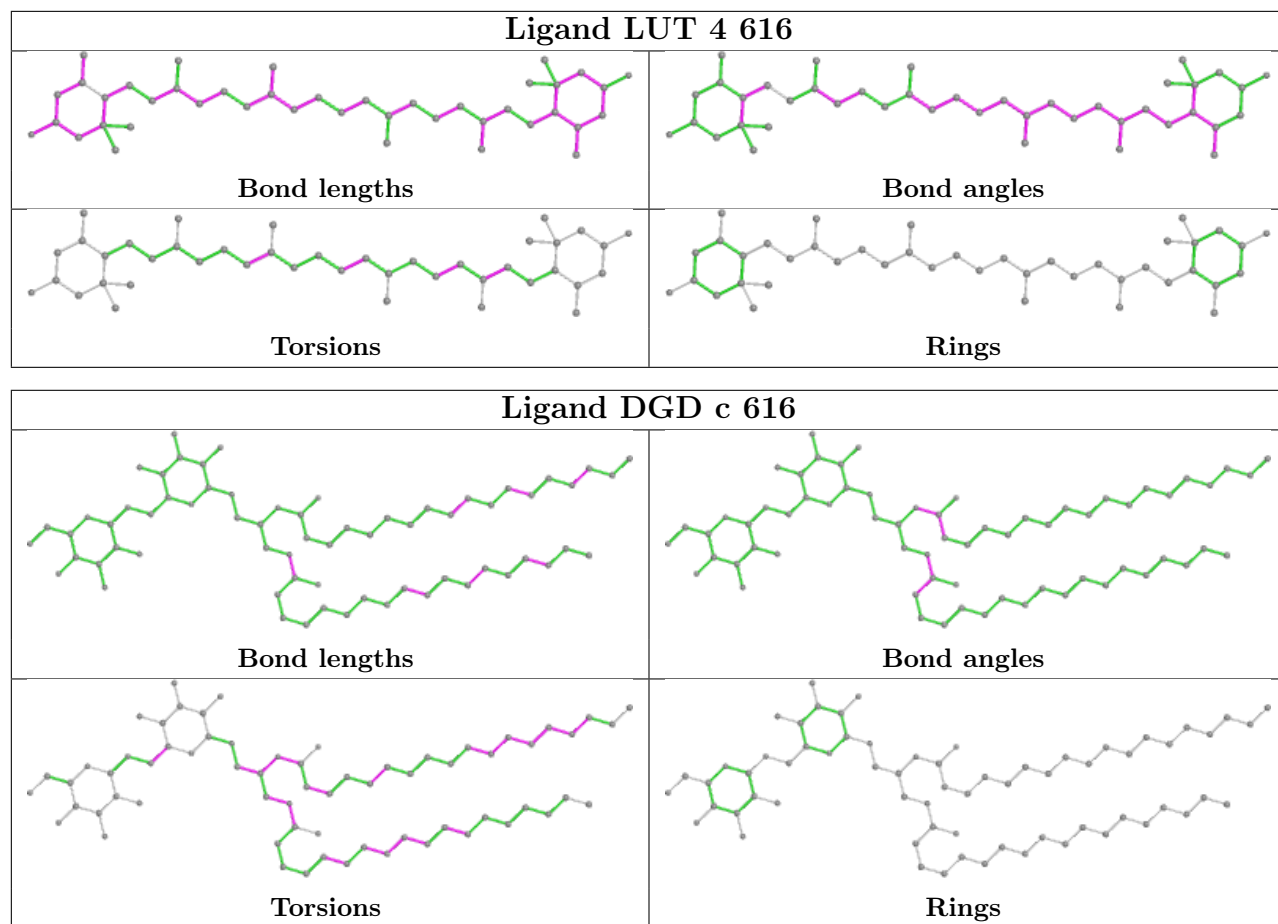 Ligand LUT 4 616
Bond lengths
Bond angles
Torsions
Rings
Ligand DGD c 616
Bond lengths
Bond angles
Torsions
Rings